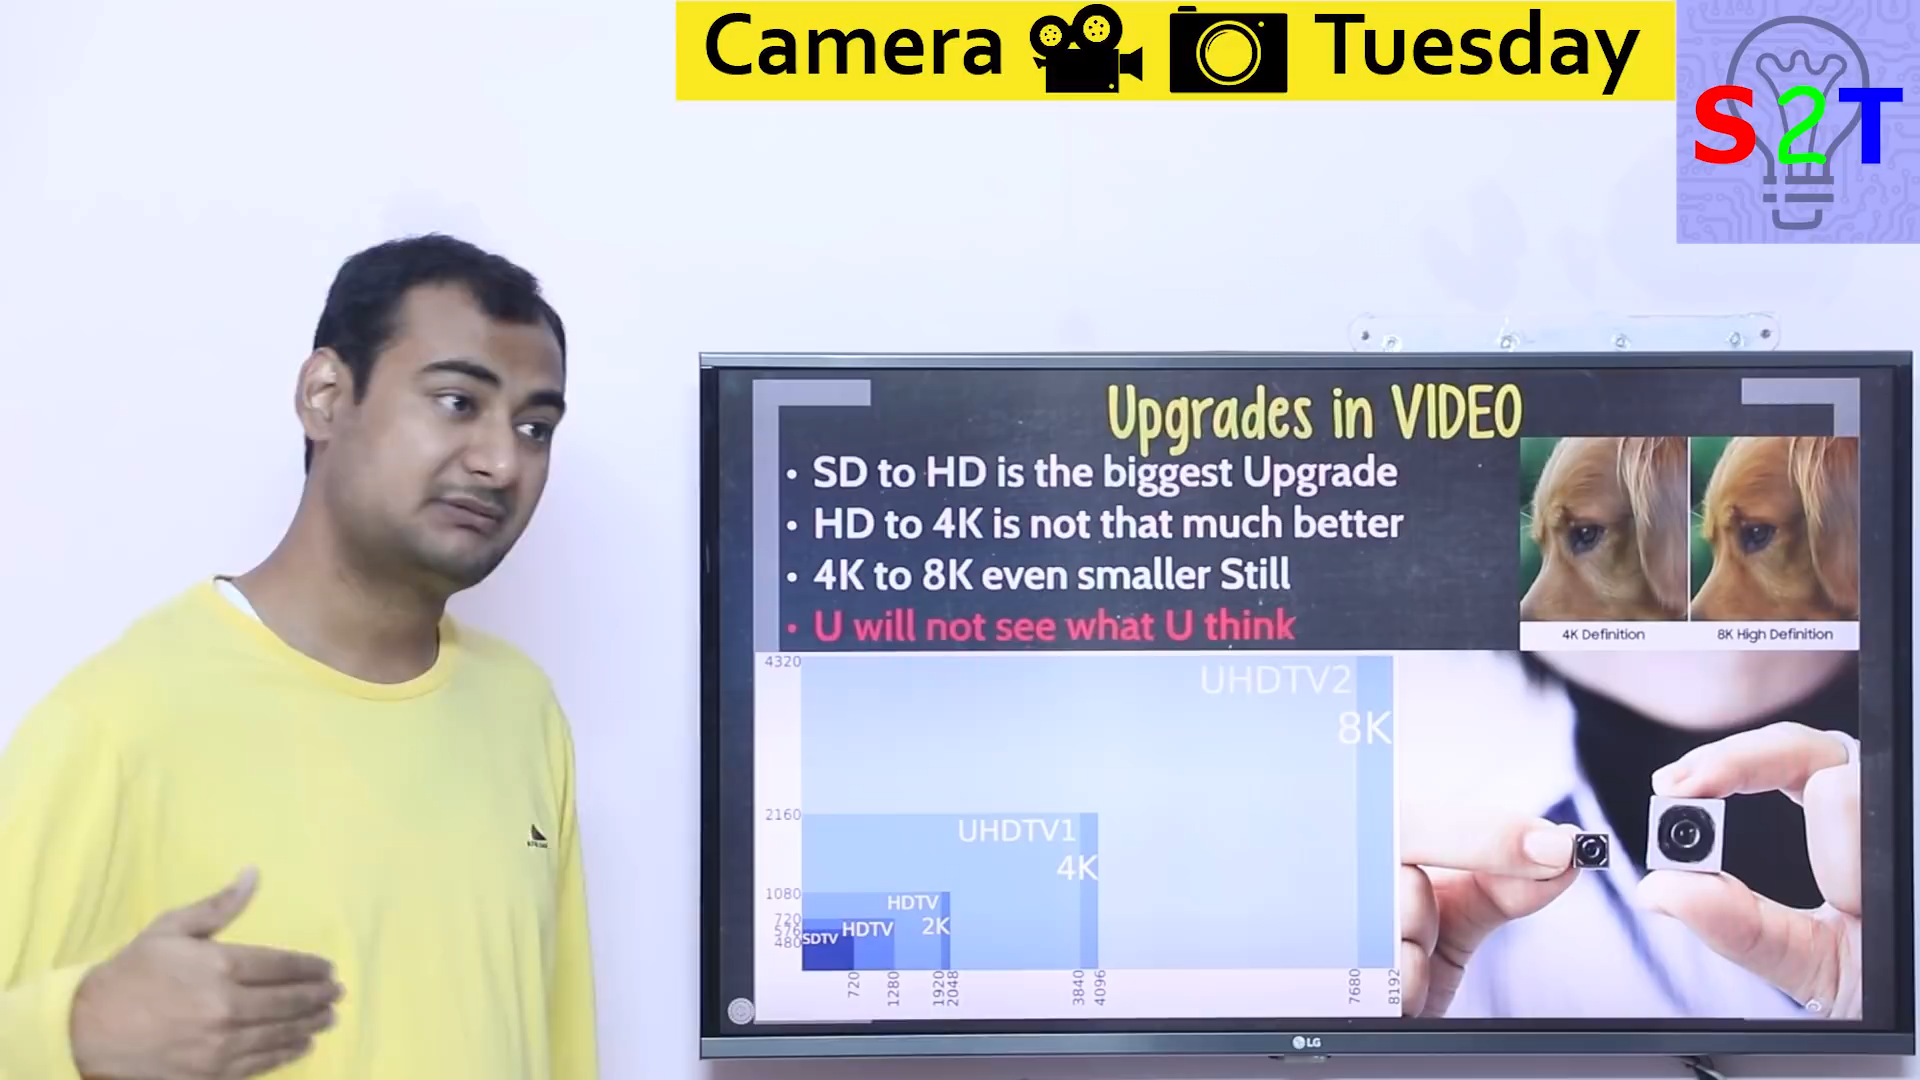 Camera Tuesday
S2T
Upgrades in VIDEO
• SD to HD is the biggest Upgrade
• HD to 4K is not that much better
• 4K to 8K even smaller Still
• U will not see what U think
4K Definition
8K High Definition
4320
UHDTV2
8K
2160
UHDTV1
4K
1080
HDTV
2K
720
HDTV
576
SDTV
480
720
1280
1920
2048
3840
4096
7680
8192
LG